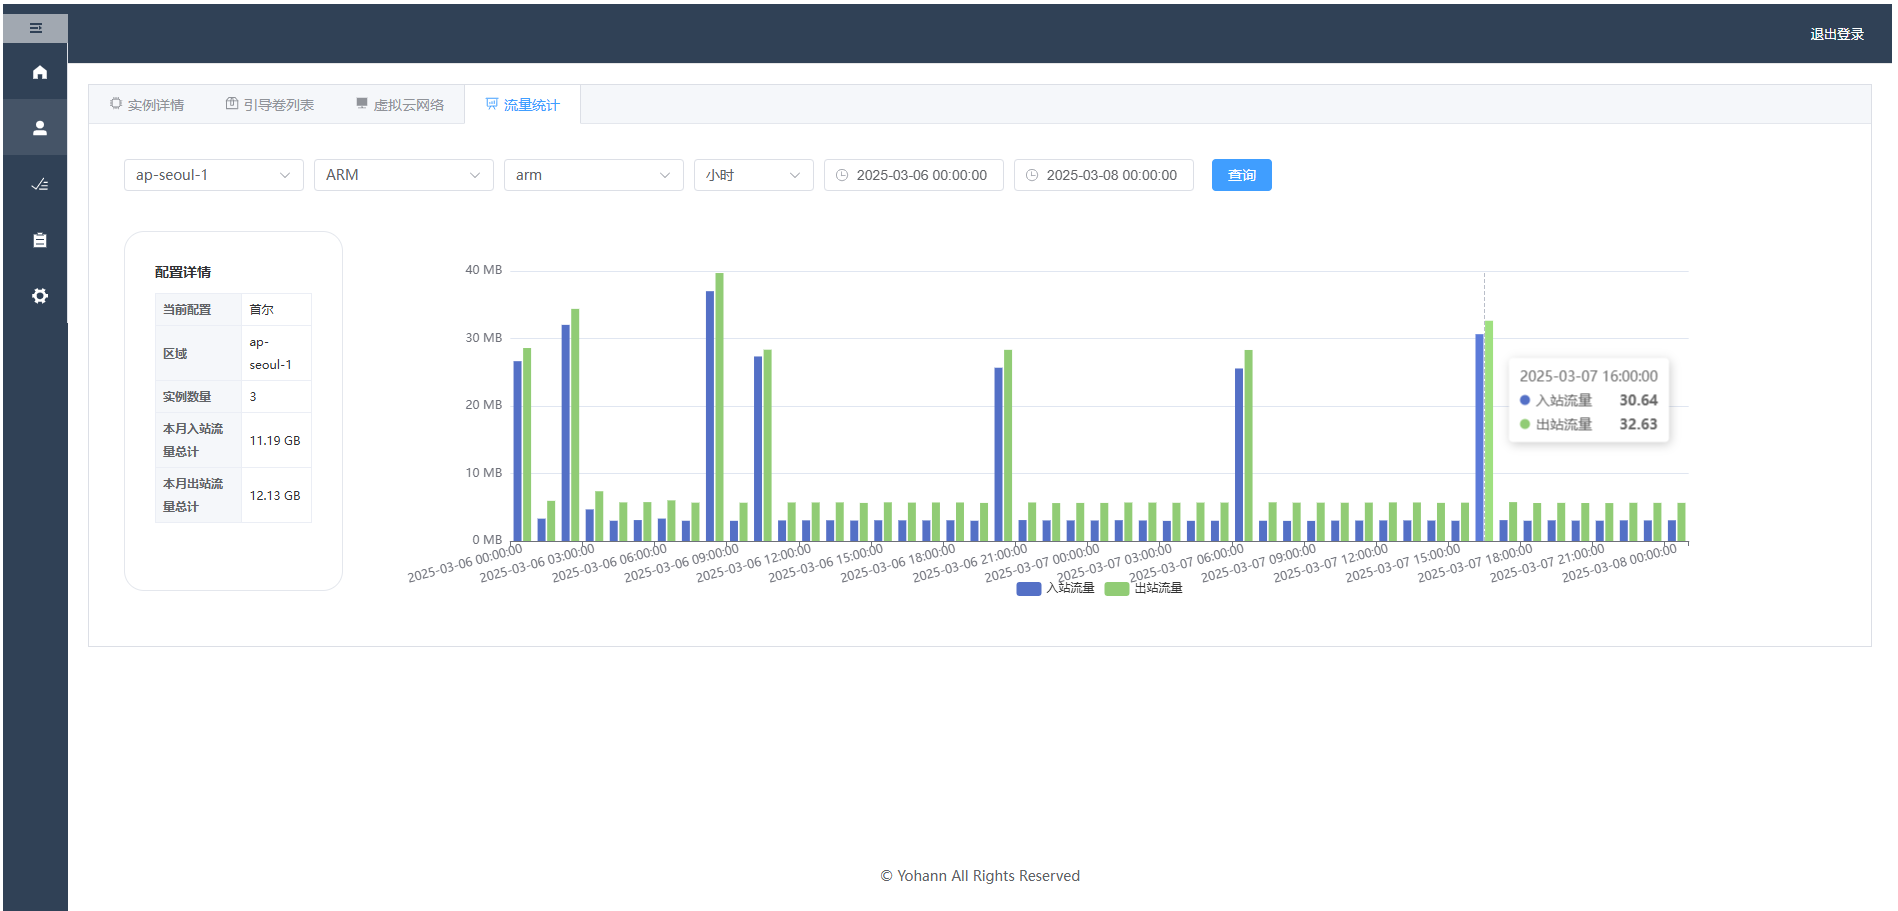 退出登录
实例详情 引导卷列表 虚拟云网络 流量统计
ap-seoul-1 ARM arm 小时 2025-03-06 00:00:00 2025-03-08 00:00:00 查询
配置详情
当前配置 首尔
区域 ap-
seoul-1
实例数量 3
本月入站流
量总计 11.19 GB
本月出站流
量总计 12.13 GB
40 MB
30 MB
20 MB
10 MB
0 MB
2025-03-07 16:00:00
入站流量 30.64
出站流量 32.63
2025-03-06 00:00:00
2025-03-06 03:00:00
2025-03-06 06:00:00
2025-03-06 09:00:00
2025-03-06 12:00:00
2025-03-06 15:00:00
2025-03-06 18:00:00
2025-03-06 21:00:00
2025-03-07 00:00:00
2025-03-07 03:00:00
2025-03-07 06:00:00
2025-03-07 09:00:00
2025-03-07 12:00:00
2025-03-07 15:00:00
2025-03-07 18:00:00
2025-03-07 21:00:00
2025-03-08 00:00:00
入站流量 出站流量
© Yohann All Rights Reserved